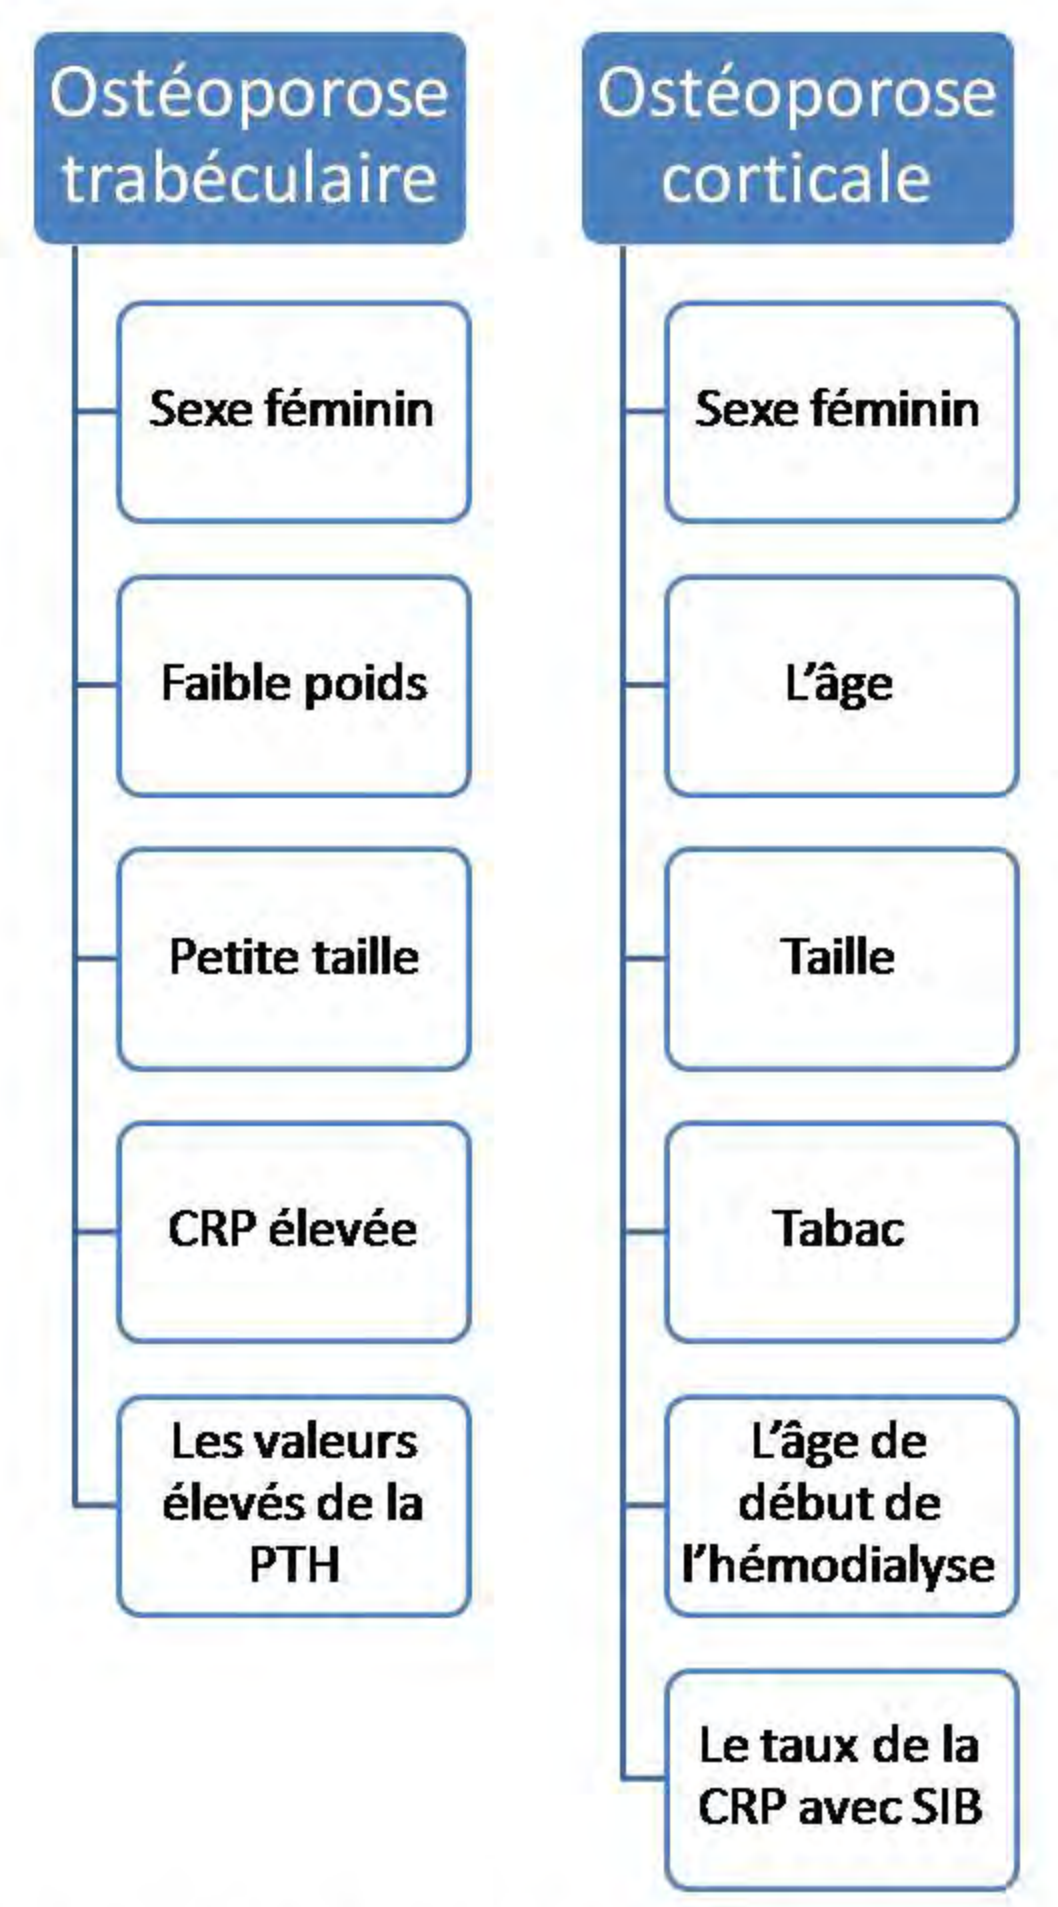 Ostéoporose
trabéculaire
Sexe féminin
Faible poids
Petite taille
CRP élevée
Les valeurs
élevés de la
PTH
Ostéoporose
corticale
Sexe féminin
L'âge
Taille
Tabac
L'âge de
début de
l'hémodialyse
Le taux de la
CRP avec SIB